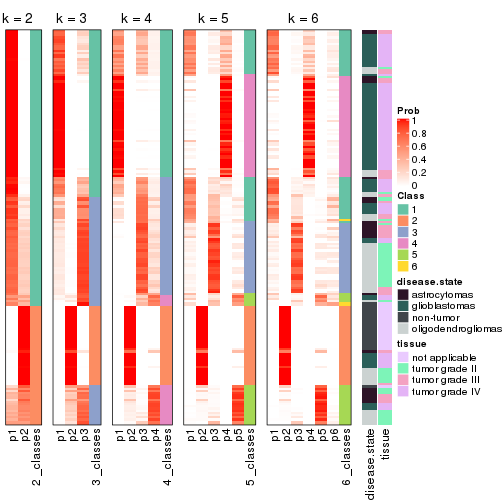 k = 2 k = 3 k = 4 k = 5 k = 6
Prob
1
0.8
0.6
0.4
0.2
0
Class
1
2
3
4
5
6
disease.state
astrocytomas
glioblastomas
non-tumor
oligodendrogliomas
tissue
not applicable
tumor grade II
tumor grade III
tumor grade IV
p1 p2 2_classes p1 p2 p3 3_classes p1 p2 p3 p4 4_classes p1 p2 p3 p4 p5 5_classes p1 p2 p3 p4 p5 p6 6_classes disease.state tissue